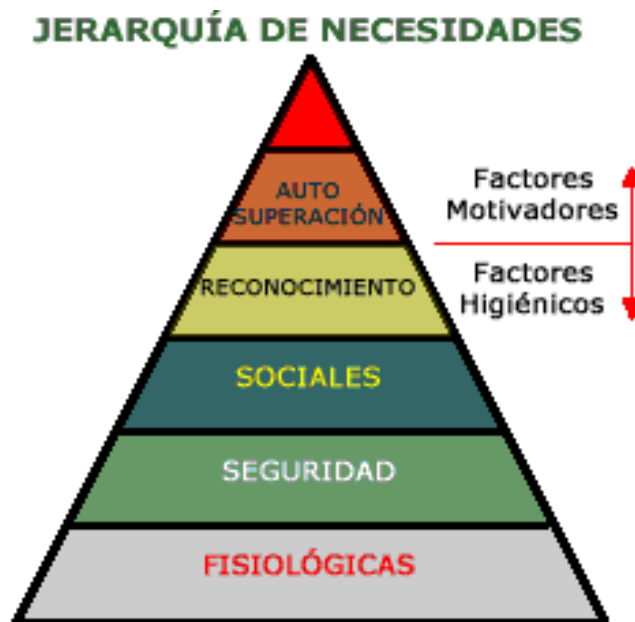 JERARQUÍA DE NECESIDADES
AUTO
SUPERACIÓN
Factores
Motivadores
RECONOCIMIENTO
Factores
Higiénicos
SOCIALES
SEGURIDAD
FISIOLÓGICAS